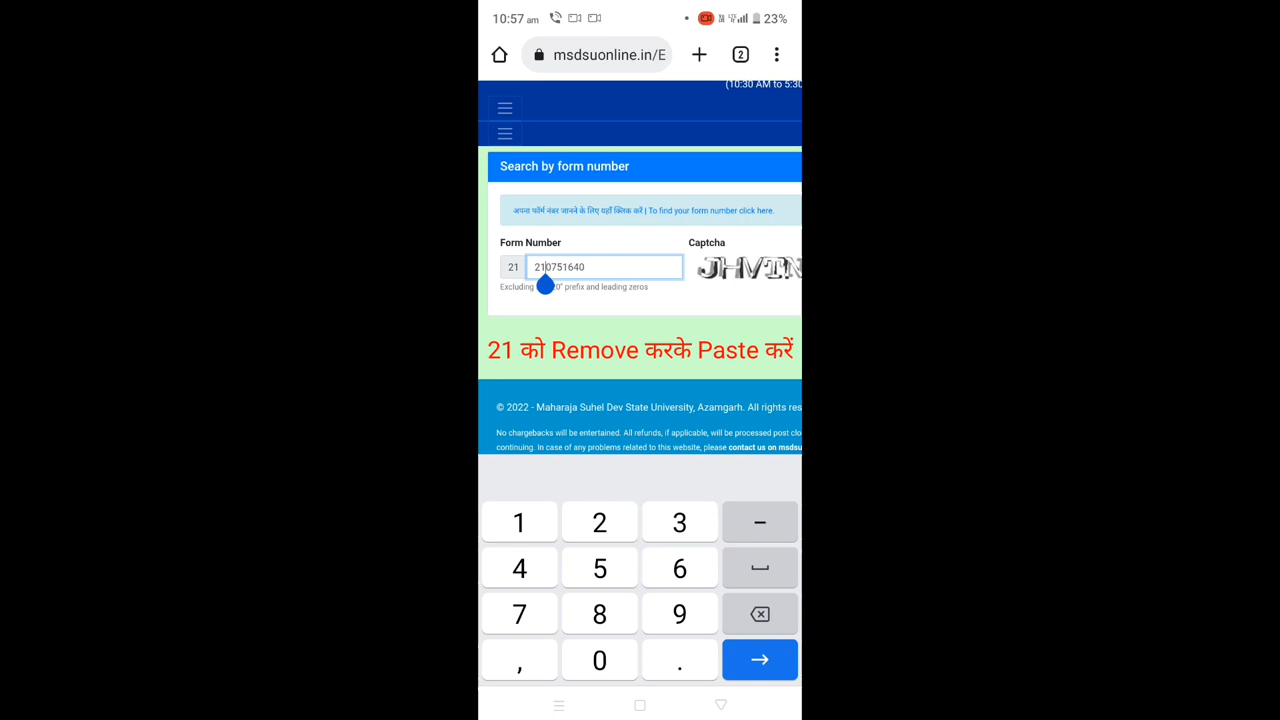 10:57 am 23%
msdsuonline.in/E 2
(10:30 AM to 5:30
Search by form number
अपना फॉर्म नंबर जानने के लिए यहाँ क्लिक करें | To find your form number click here.
Form Number Captcha
21 210751640 JHVTN
Excluding 20" prefix and leading zeros
21 को Remove करके Paste करें
© 2022 - Maharaja Suhel Dev State University, Azamgarh. All rights res
No chargebacks will be entertained. All refunds, if applicable, will be processed post clo
continuing. In case of any problems related to this website, please contact us on msdsu
1 2 3 –
4 5 6
7 8 9
, 0 .